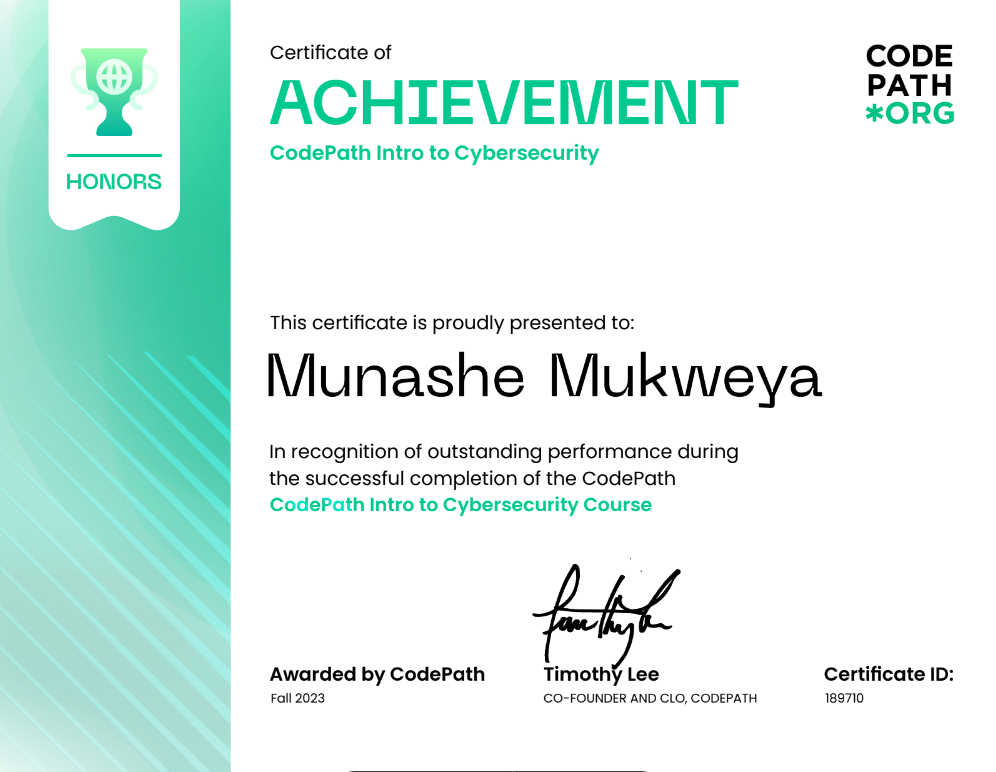 HONORS
Certificate of
ACHIEVEMENT
CodePath Intro to Cybersecurity
CODE
PATH
*ORG
This certificate is proudly presented to:
Munashe Mukweya
In recognition of outstanding performance during
the successful completion of the CodePath
CodePath Intro to Cybersecurity Course
Awarded by CodePath
Fall 2023
Timothy Lee
CO-FOUNDER AND CLO, CODEPATH
Certificate ID:
189710